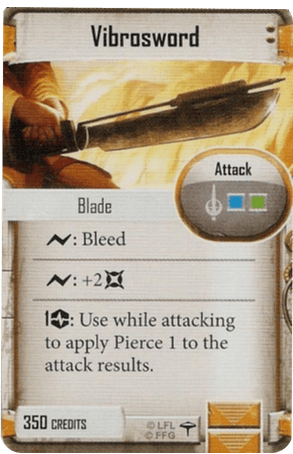 Vibrosword
Attack
Blade
: Bleed
: +2
1: Use while attacking
to apply Pierce 1 to the
attack results.
350 CREDITS
© LFL
© FFG